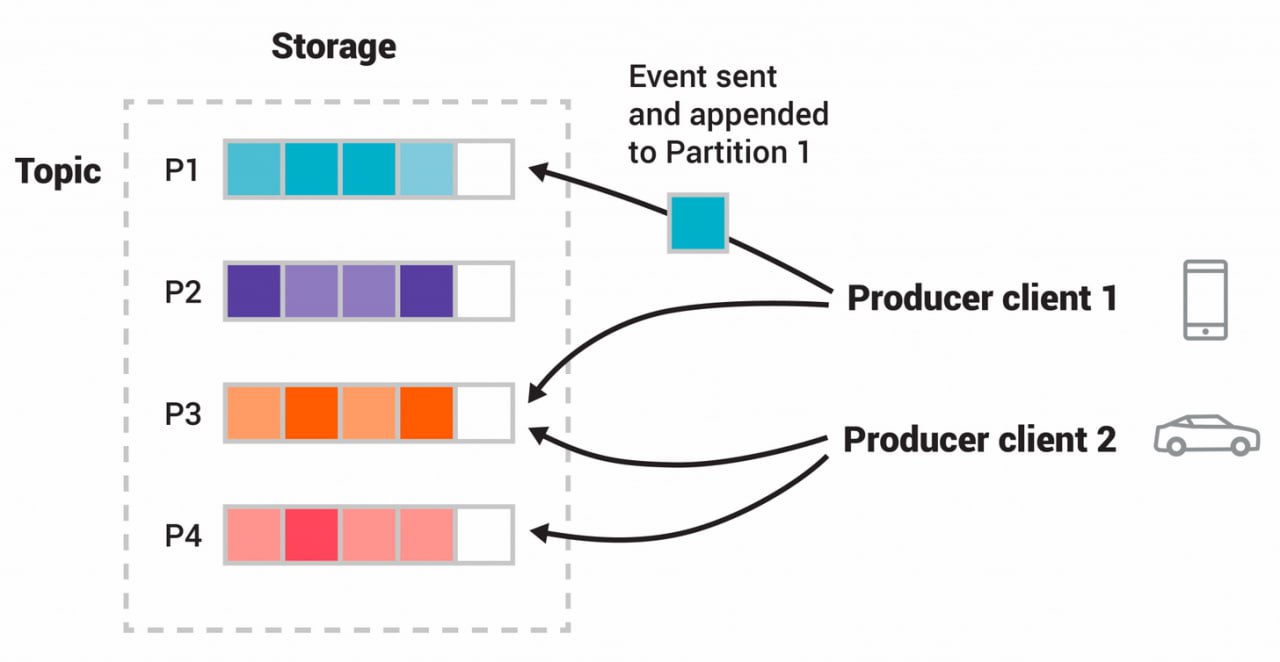 Storage
Event sent
and appended
to Partition 1
Topic
P1
P2
Producer client 1
P3
Producer client 2
P4